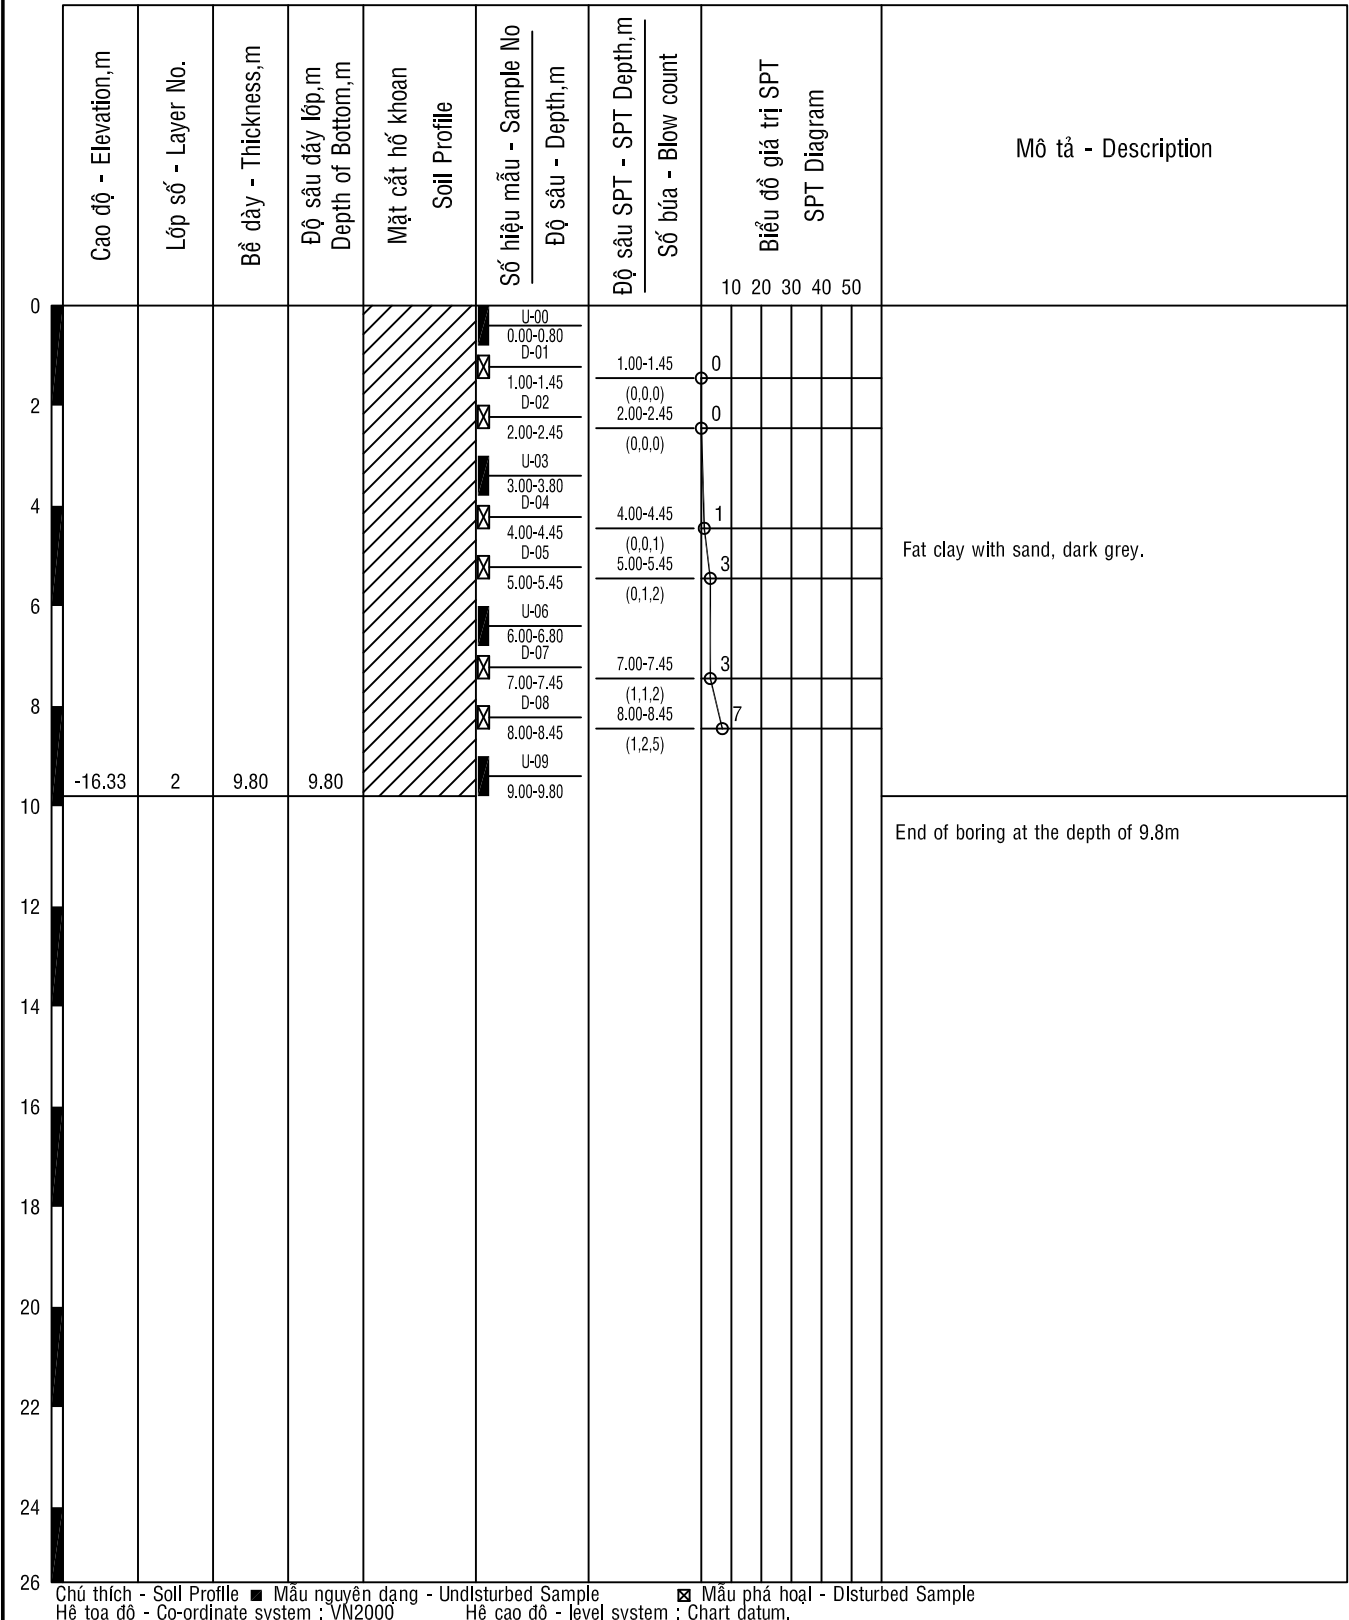 Cao độ - Elevation,m
Lớp số - Layer No.
Bề dày - Thickness,m
Độ sâu đáy lớp,m
Depth of Bottom,m
Mặt cắt hố khoan
Soil Profile
Số hiệu mẫu - Sample No
Độ sâu - Depth,m
Độ sâu SPT - SPT Depth,m
Số búa - Blow count
Biểu đồ giá trị SPT
SPT Diagram
10 20 30 40 50
Mô tả - Description
0
U-00
0.00-0.80
D-01
1.00-1.45
1.00-1.45
0
(0,0,0)
2
D-02
2.00-2.45
2.00-2.45
0
(0,0,0)
U-03
3.00-3.80
4
D-04
4.00-4.45
4.00-4.45
1
(0,0,1)
D-05
5.00-5.45
5.00-5.45
3
(0,1,2)
Fat clay with sand, dark grey.
6
U-06
6.00-6.80
D-07
7.00-7.45
7.00-7.45
3
(1,1,2)
8
D-08
8.00-8.45
8.00-8.45
7
(1,2,5)
U-09
9.00-9.80
-16.33 2 9.80 9.80
10
End of boring at the depth of 9.8m
12
14
16
18
20
22
24
26
Chú thích - Soil Profile Mẫu nguyên dạng - Undisturbed Sample Mẫu phá hoại - Disturbed Sample
Hệ tọa độ - Co-ordinate system : VN2000 Hệ cao độ - level system : Chart datum.